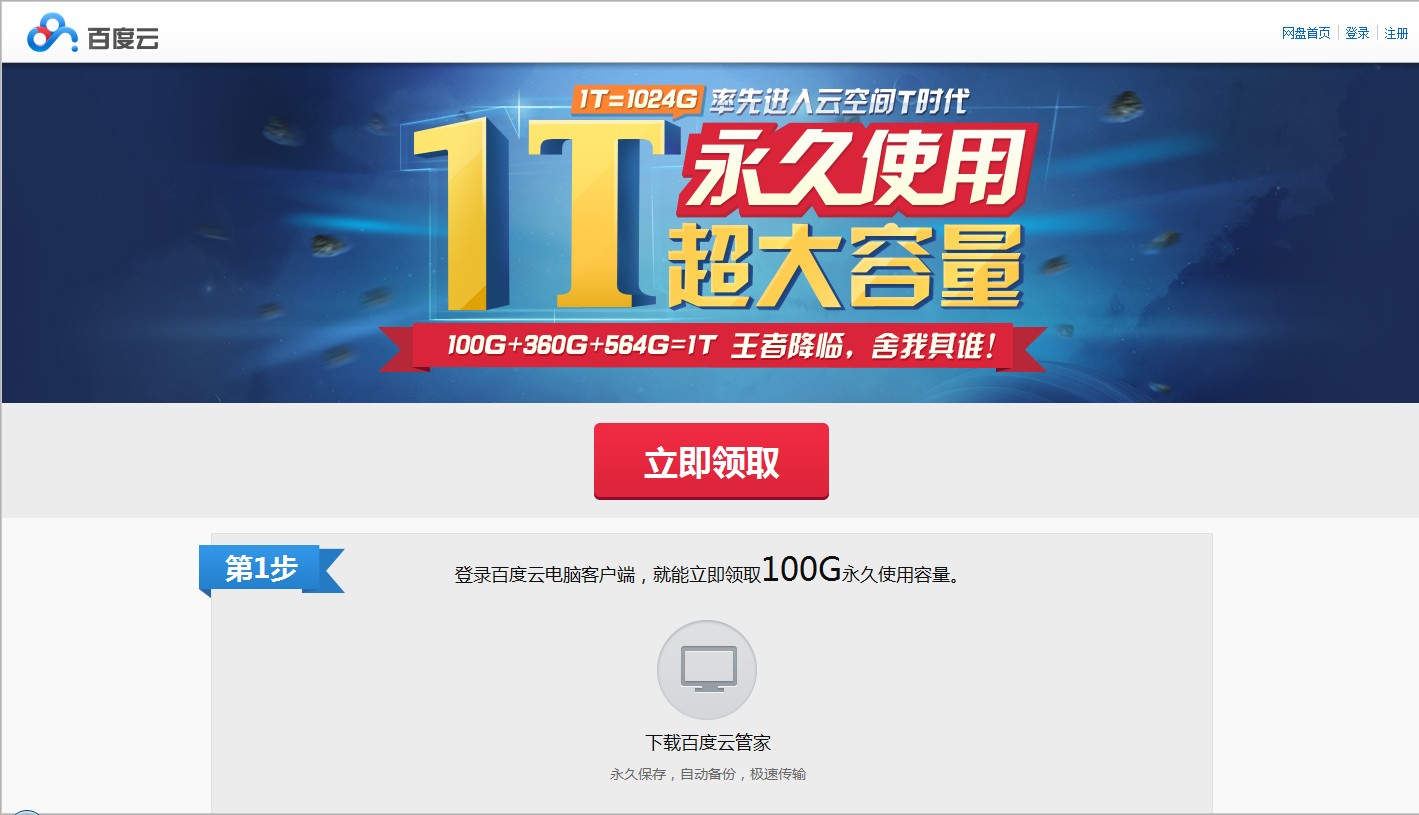 百度云
网盘首页 登录 注册
1T=1024G 率先进入云空间T时代
1T 永久使用
超大容量
100G+360G+564G=1T 王者降临，舍我其谁！
立即领取
第1步
登录百度云电脑客户端，就能立即领取100G永久使用容量。
下载百度云管家
永久保存，自动备份，极速传输